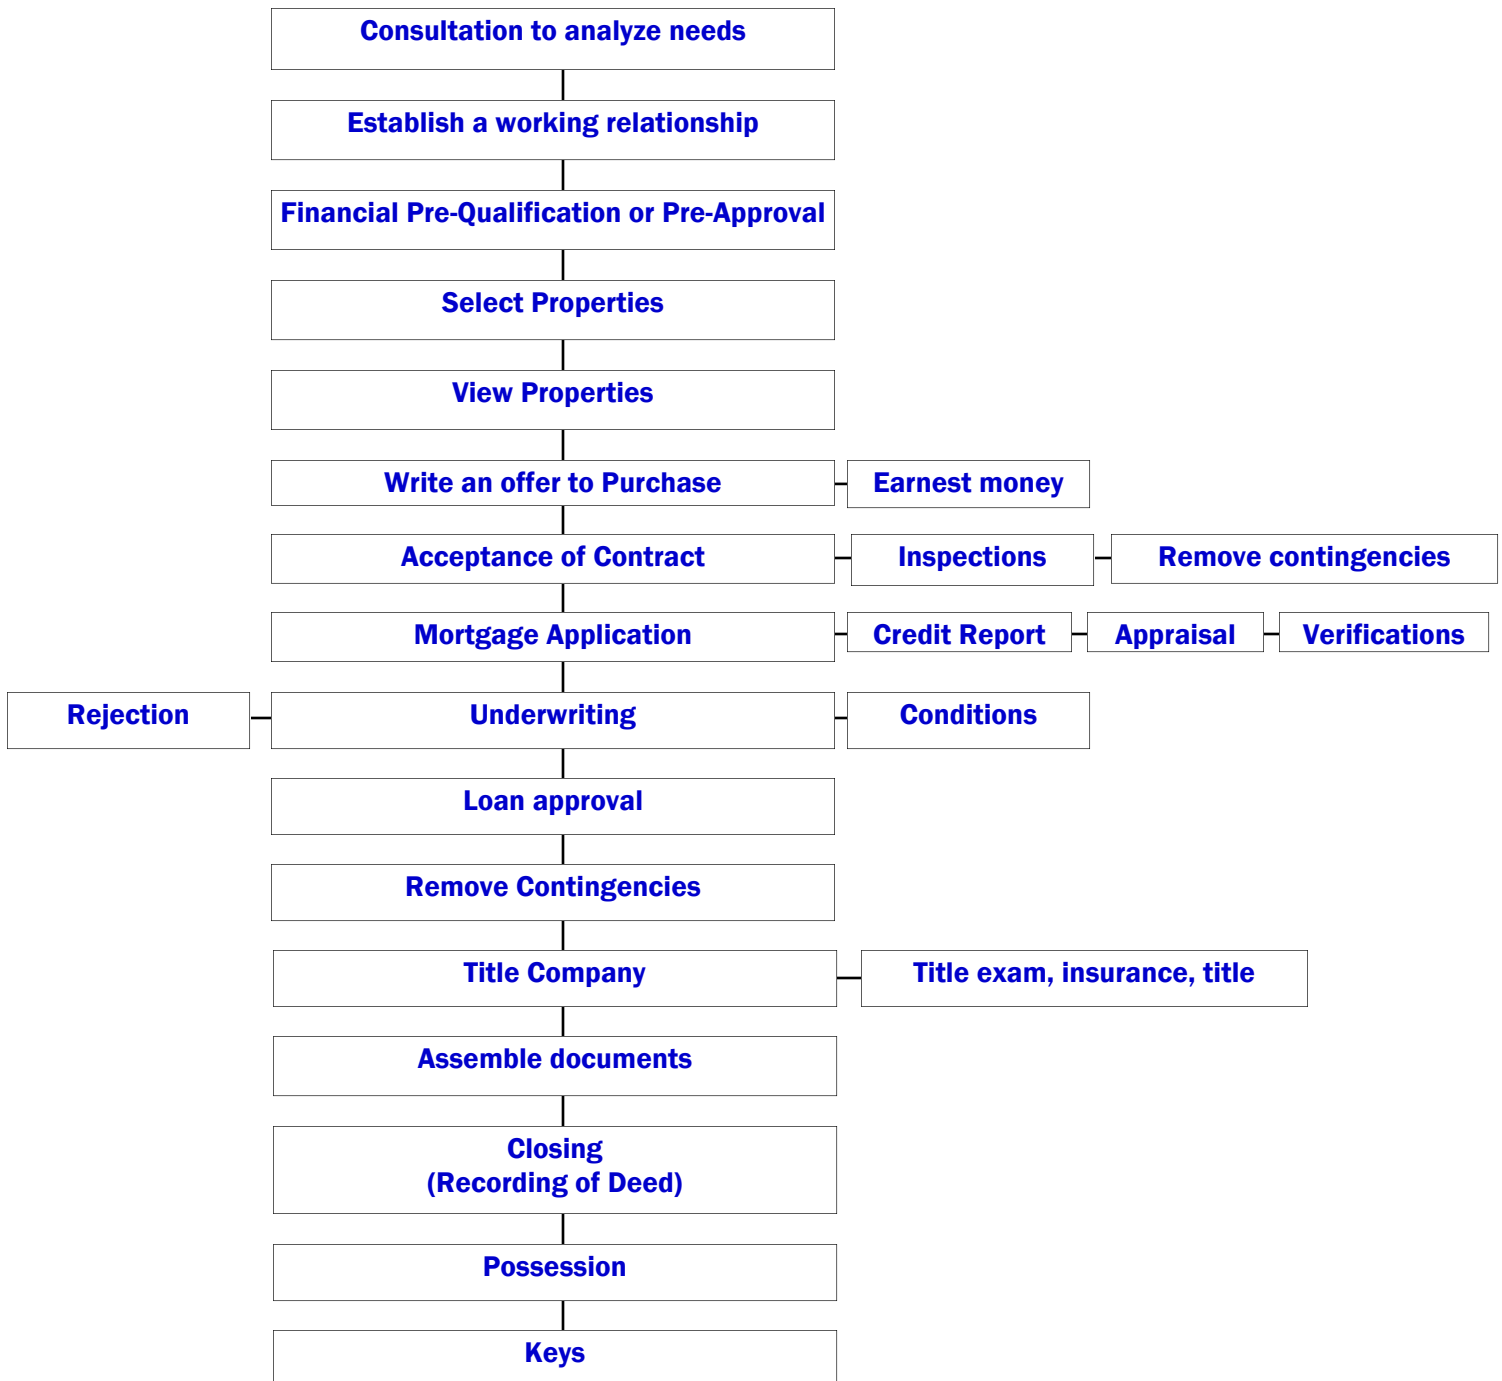 Consultation to analyze needs
Establish a working relationship
Financial Pre-Qualification or Pre-Approval
Select Properties
View Properties
Write an offer to Purchase
Earnest money
Acceptance of Contract
Inspections
Remove contingencies
Mortgage Application
Credit Report
Appraisal
Verifications
Rejection
Underwriting
Conditions
Loan approval
Remove Contingencies
Title Company
Title exam, insurance, title
Assemble documents
Closing
(Recording of Deed)
Possession
Keys